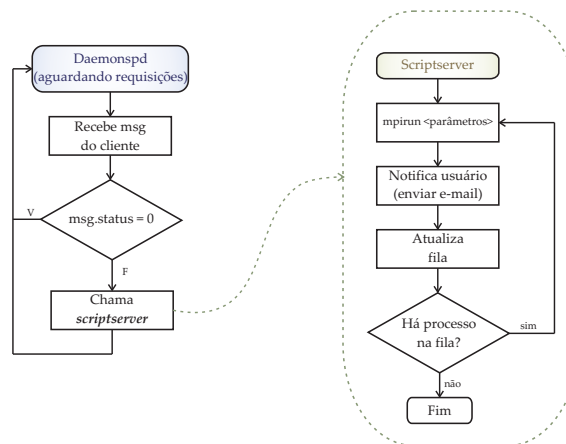 Daemonspd
(aguardando requisições)
Recebe msg
do cliente
msg.status = 0
V
F
Chama
scriptserver
Scriptserver
mpirun <parâmetros>
Notifica usuário
(enviar e-mail)
Atualiza
fila
Há processo
na fila?
sim
não
Fim